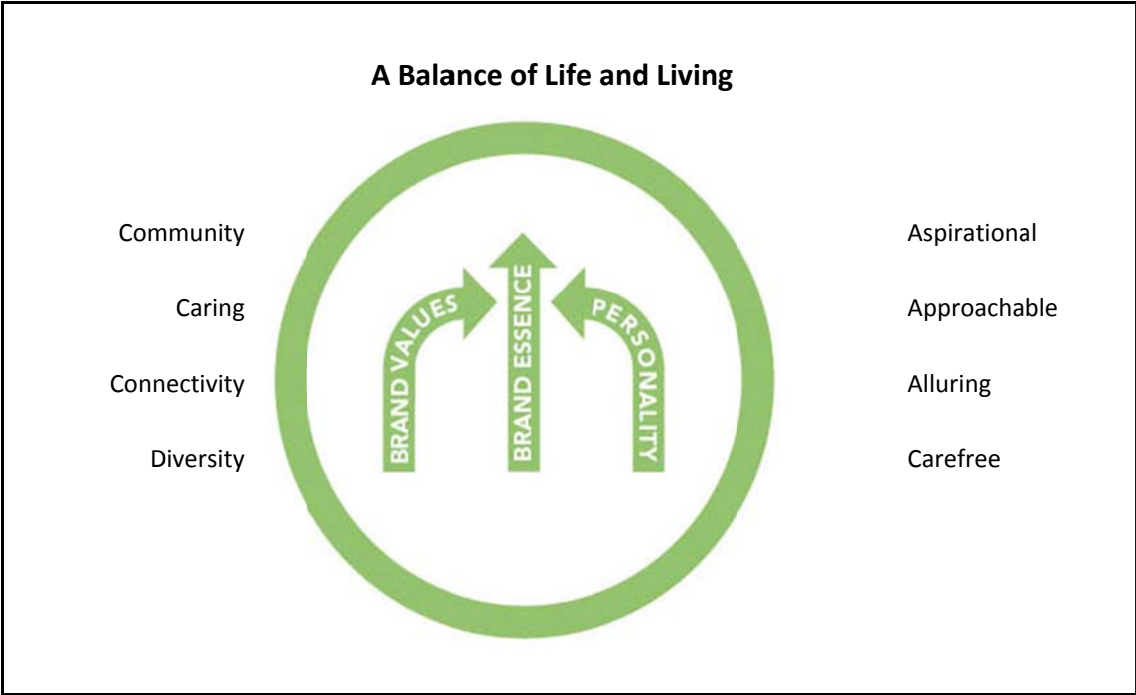 A Balance of Life and Living
Community
Caring
Connectivity
Diversity
BRAND VALUES
BRAND ESSENCE
PERSONALITY
Aspirational
Approachable
Alluring
Carefree